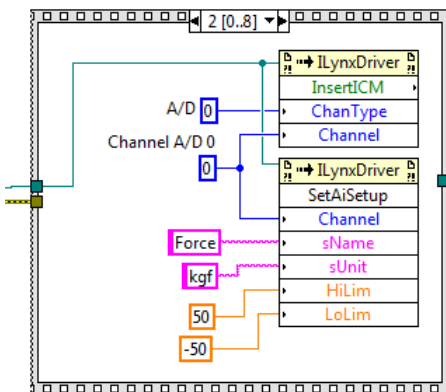 2 [0..8]
ILynxDriver
InsertICM
A/D 0
ChanType
Channel A/D 0
Channel
0
ILynxDriver
SetAiSetup
Channel
Force
sName
kgf
sUnit
50
HiLim
-50
LoLim